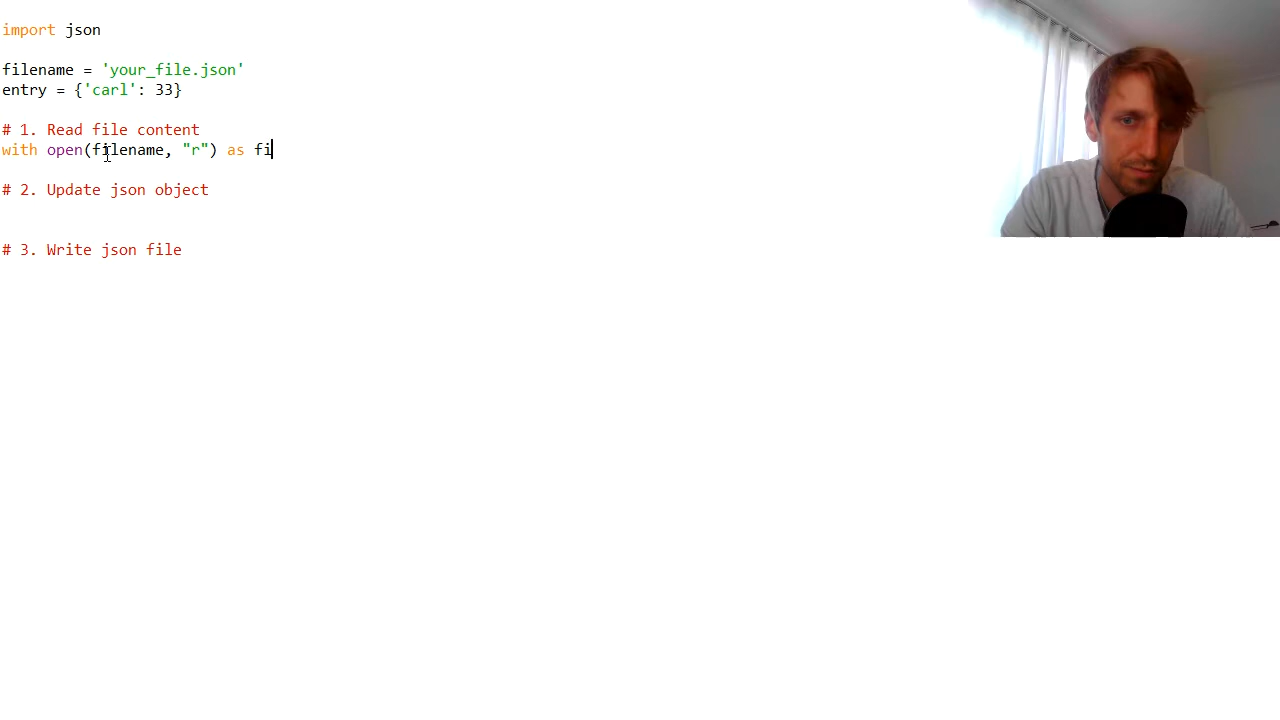 import json
filename = 'your_file.json'
entry = {'carl': 33}
# 1. Read file content
with open(filename, "r") as fi
# 2. Update json object
# 3. Write json file